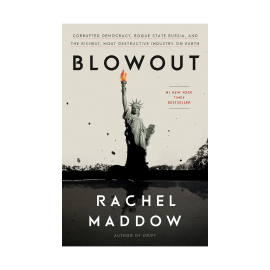 CORRUPTED DEMOCRACY, ROGUE STATE RUSSIA, AND
THE RICHEST, MOST DESTRUCTIVE INDUSTRY ON EARTH
BLOWOUT
#1 NEW YORK
TIMES
BESTSELLER
RACHEL
MADDOW
AUTHOR OF DRIFT